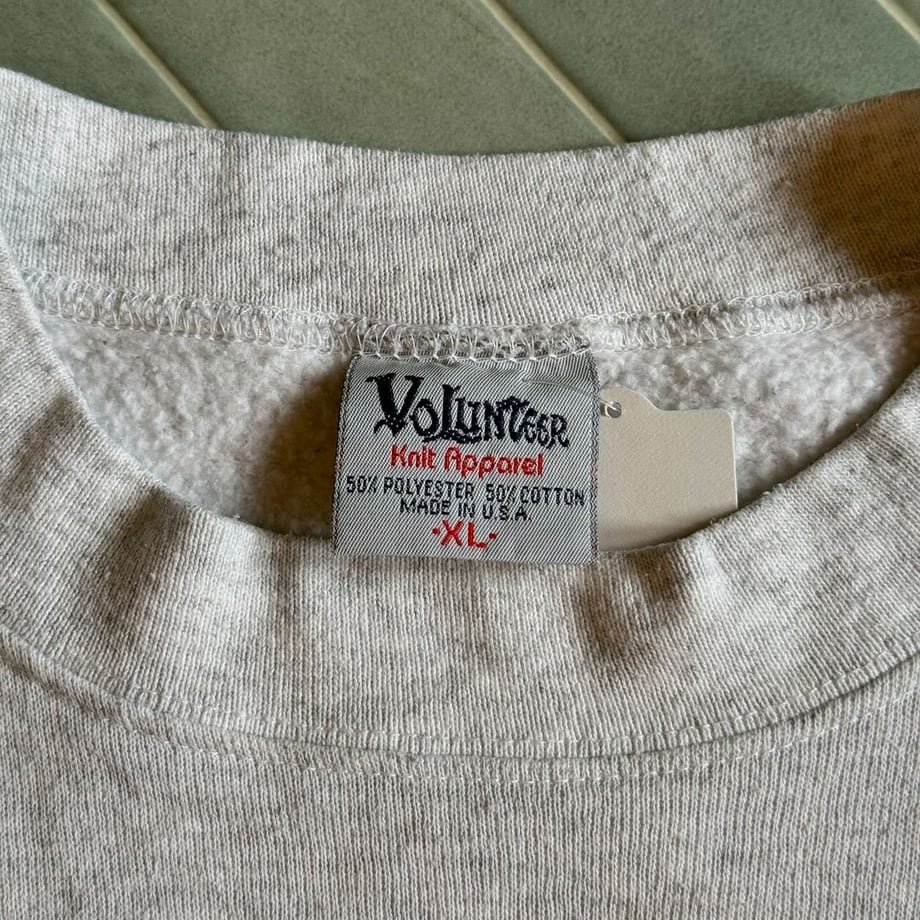 VOLUNTEER
Knit Apparel
50% POLYESTER 50% COTTON
MADE IN U.S.A.
·XL·